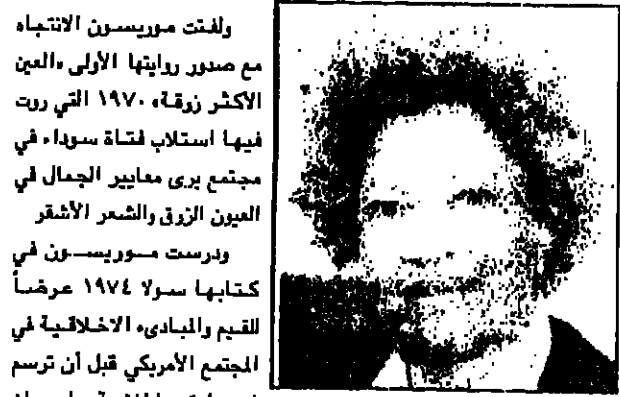 ولفتت موريسون الانتباه
مع صدور روايتها الأولى «العين
الاكثر زرقة» ١٩٧٠ التي روت
فيها استلاب فتاة سوداء في
مجتمع يرى معايير الجمال في
العيون الزرق والشعر الأشقر
ودرست موريسون في
كتابها سولا ١٩٧٤ عرضاً
للقيم والمبادىء الاخلاقية في
المجتمع الأمريكي قبل أن ترسم